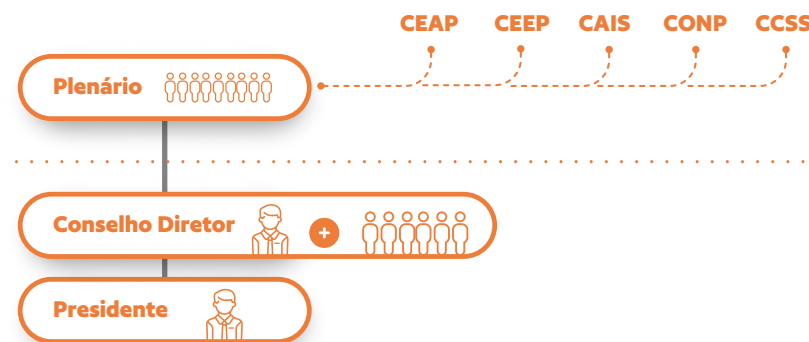 CEAP CEEP CAIS CONP CCSS
Plenário
Conselho Diretor +
Presidente